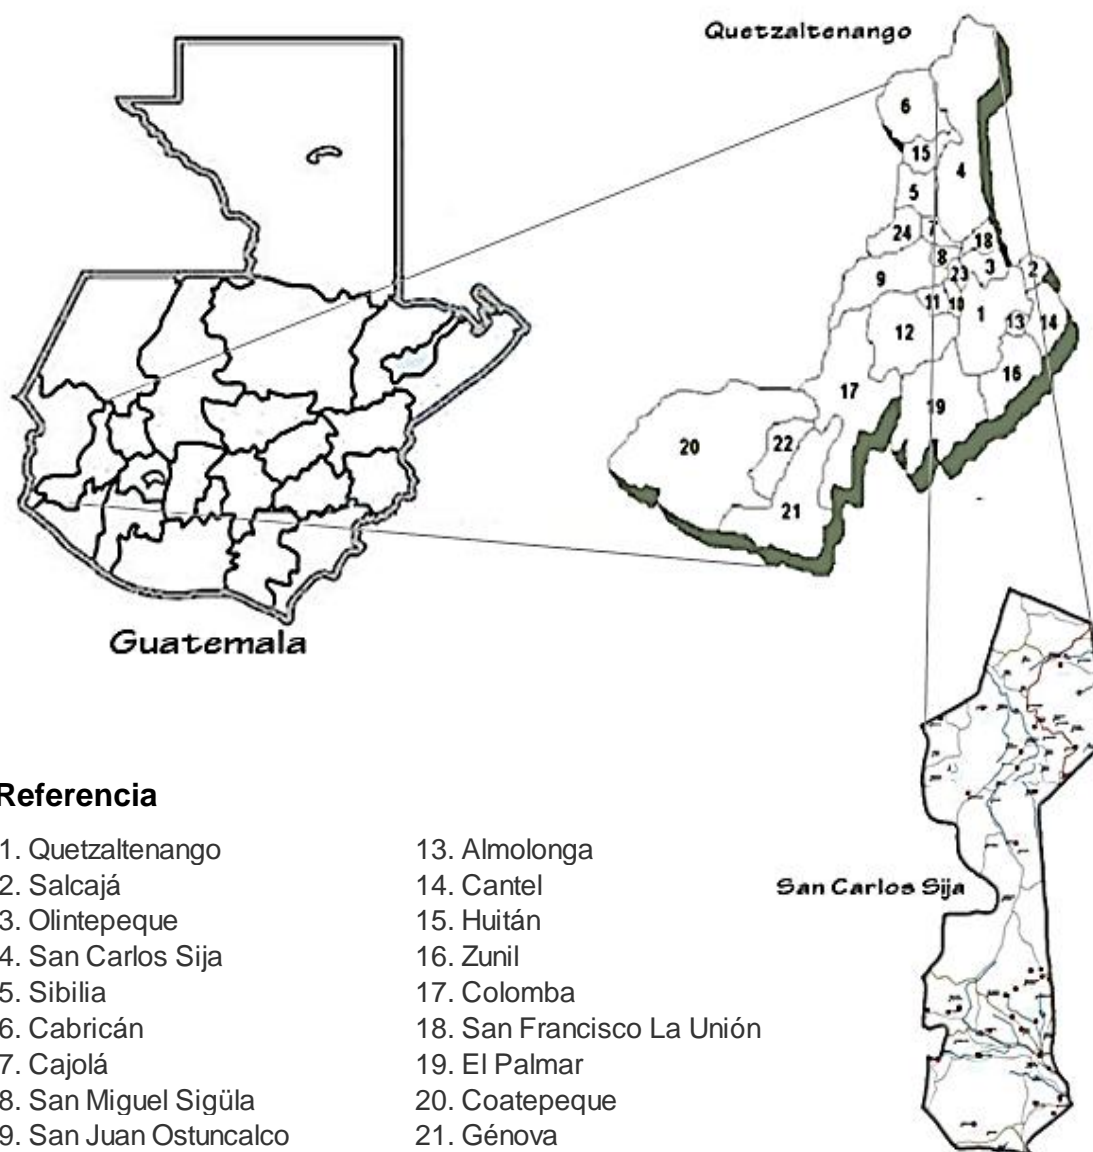 Quetzaltenango
6
15
4
5
7
24
18
8
3
2
9
23
11
10
1
13
14
12
16
17
19
20
22
21
Guatemala
San Carlos Sija
Referencia
1. Quetzaltenango
2. Salcajá
3. Olintepeque
4. San Carlos Sija
5. Sibilia
6. Cabricán
7. Cajolá
8. San Miguel Sigüla
9. San Juan Ostuncalco
13. Almolonga
14. Cantel
15. Huitán
16. Zunil
17. Colomba
18. San Francisco La Unión
19. El Palmar
20. Coatepeque
21. Génova